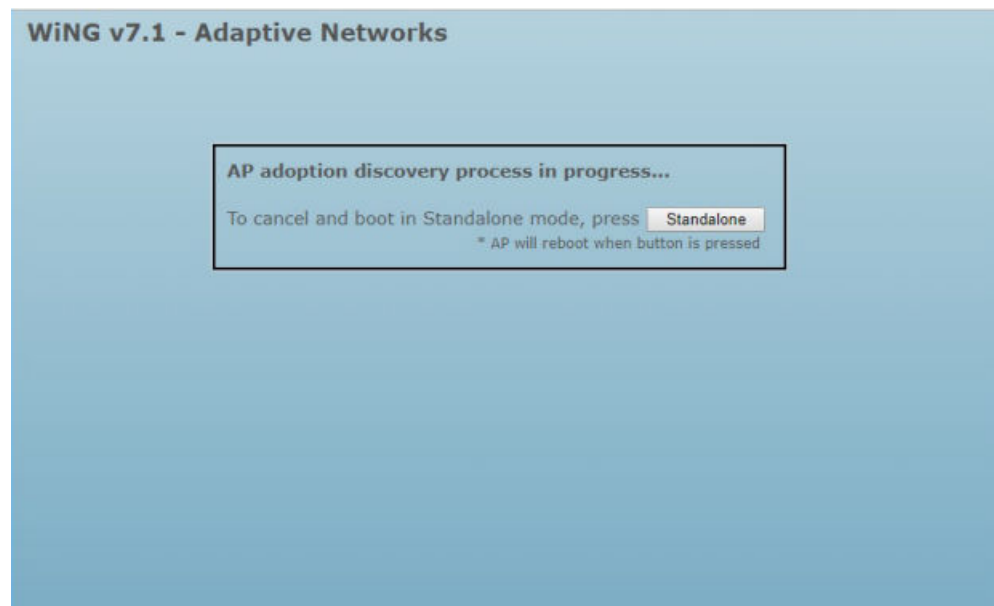 WiNG v7.1 - Adaptive Networks
AP adoption discovery process in progress...
To cancel and boot in Standalone mode, press Standalone
* AP will reboot when button is pressed